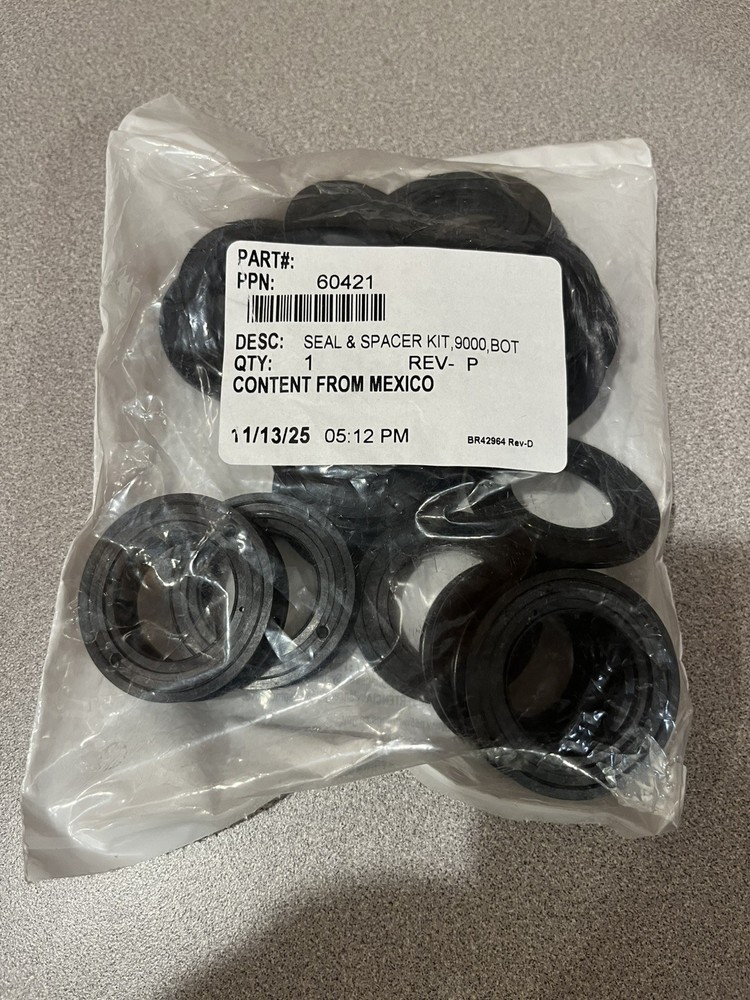 PART#:
PPN: 60421
DESC: SEAL & SPACER KIT,9000,BOT
QTY: 1 REV- P
CONTENT FROM MEXICO
11/13/25 05:12 PM BR42964 Rev-D